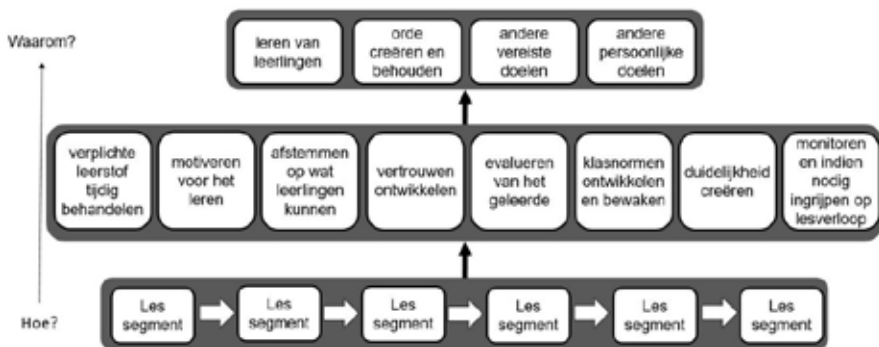 Waarom?
leren van
leerlingen
orde
creëren en
behouden
andere
vereiste
doelen
andere
persoonlijke
doelen
verplichte
leerstof
tijdig
behandelen
motiveren
voor het
leren
afstemmen
op wat
leerlingen
kunnen
vertrouwen
ontwikkelen
evalueren
van het
geleerde
klasnormen
ontwikkelen
en bewaken
duidelijkheid
creëren
monitoren
en indien
nodig
ingrijpen op
lesverloop
Hoe?
Les
segment
Les
segment
Les
segment
Les
segment
Les
segment
Les
segment